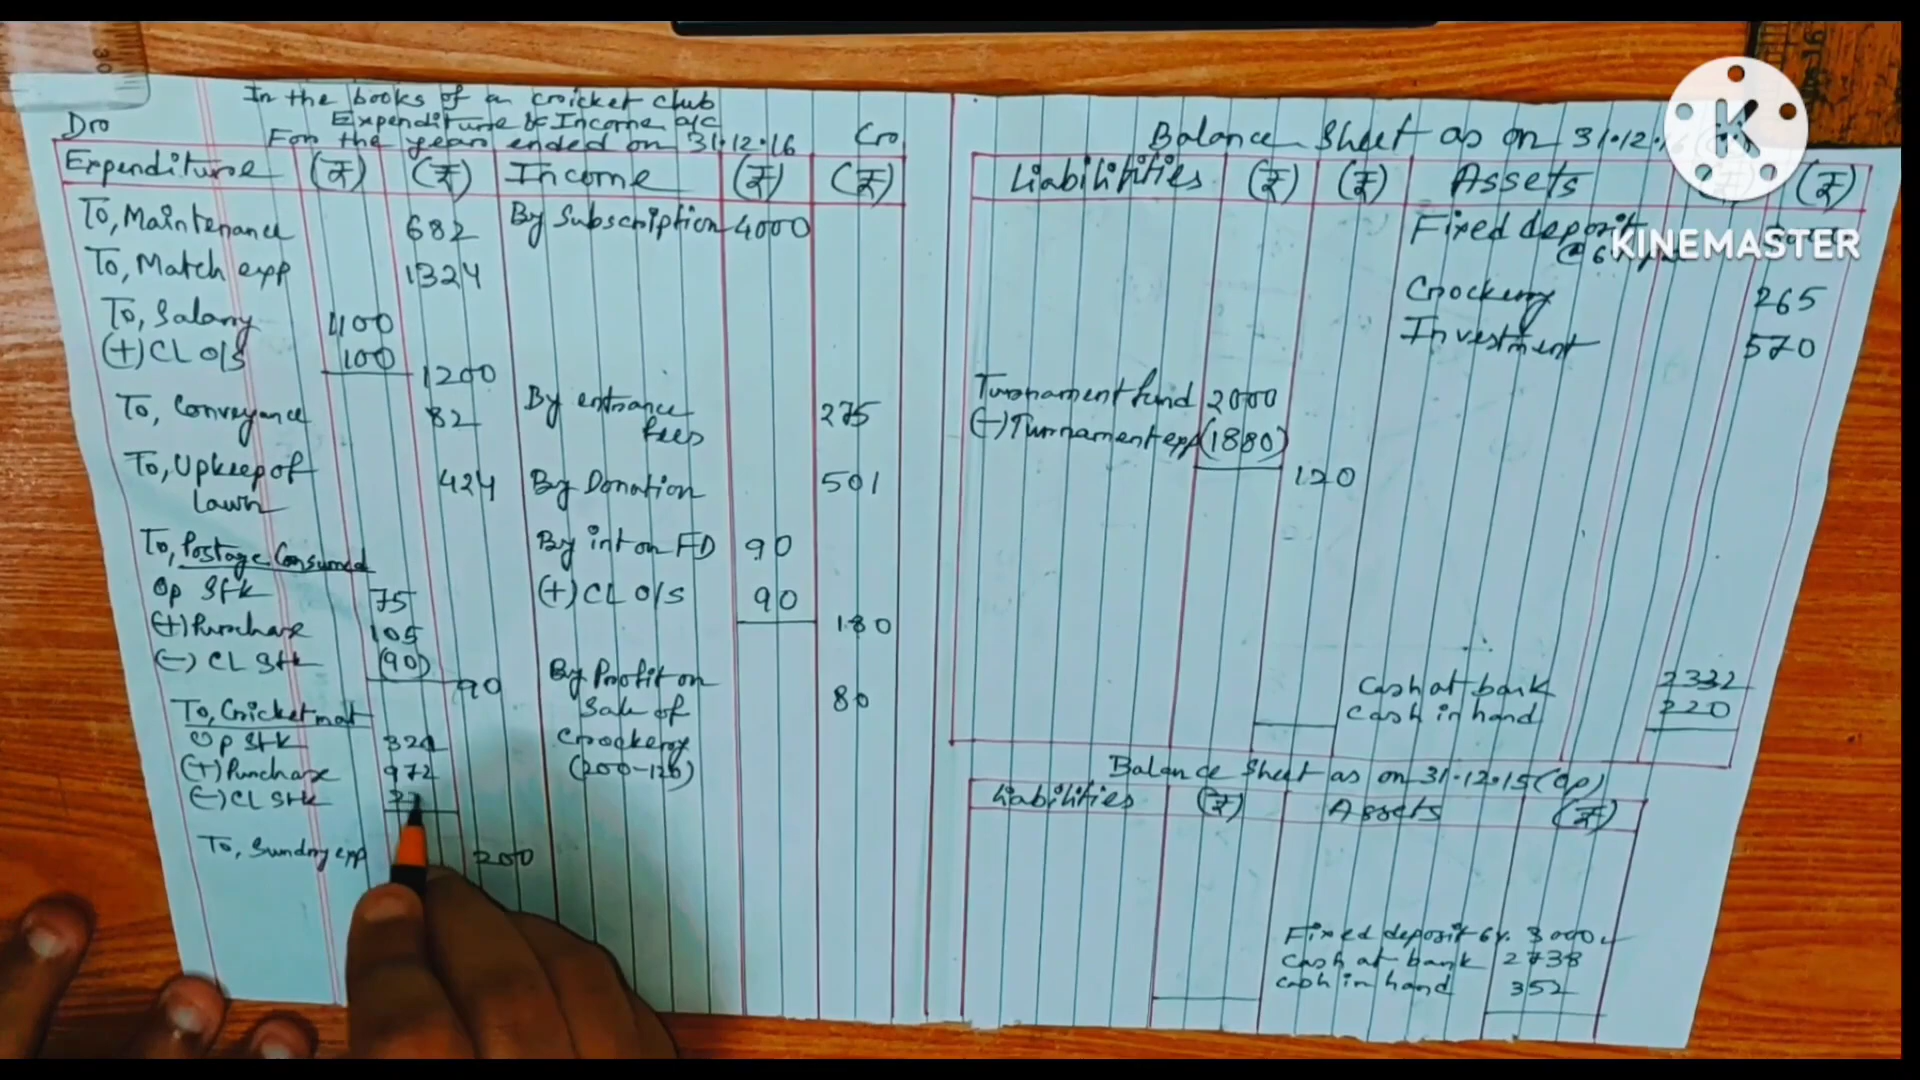 In the books of a cricket club
Expenditure & Income a/c
Dr
For the year ended on 31.12.16
Cr
Expenditure (₹) (₹) Income (₹) (₹)
To, Maintenance 682 By Subscription 4000
To, Match exp 1324
To, Salary 1100
(+) CL o/s 100
1200
To, Conveyance 82 By entrance fees 275
To, Upkeep of
Lawn 424 By Donation 501
To, Postage Consumed By int on FD 90
Op Stk 75 (+) CL o/s 90
180
(+) Purchase 105
(-) CL Stk (90)
90
By Profit on
Sale of 80
Crockery
(200-120)
To, Cricket mat
Op Stk 321
(+) Purchase 972
(-) CL Stk
To, Sundry exp 200
Balance Sheet as on 31.12.16
Liabilities (₹) (₹) Assets (₹)
Fixed deposit
@ 6
Crockery 265
Investment 570
Turnament fund 2000
(-) Turnament exp (1880)
120
Cash at bank 2332
Cash in hand 220
Balance Sheet as on 31.12.15 (Op)
Liabilities (₹) Assets (₹)
Fixed deposit 6%. 3000
Cash at bank 2738
Cash in hand 352
K
KINEMASTER
30